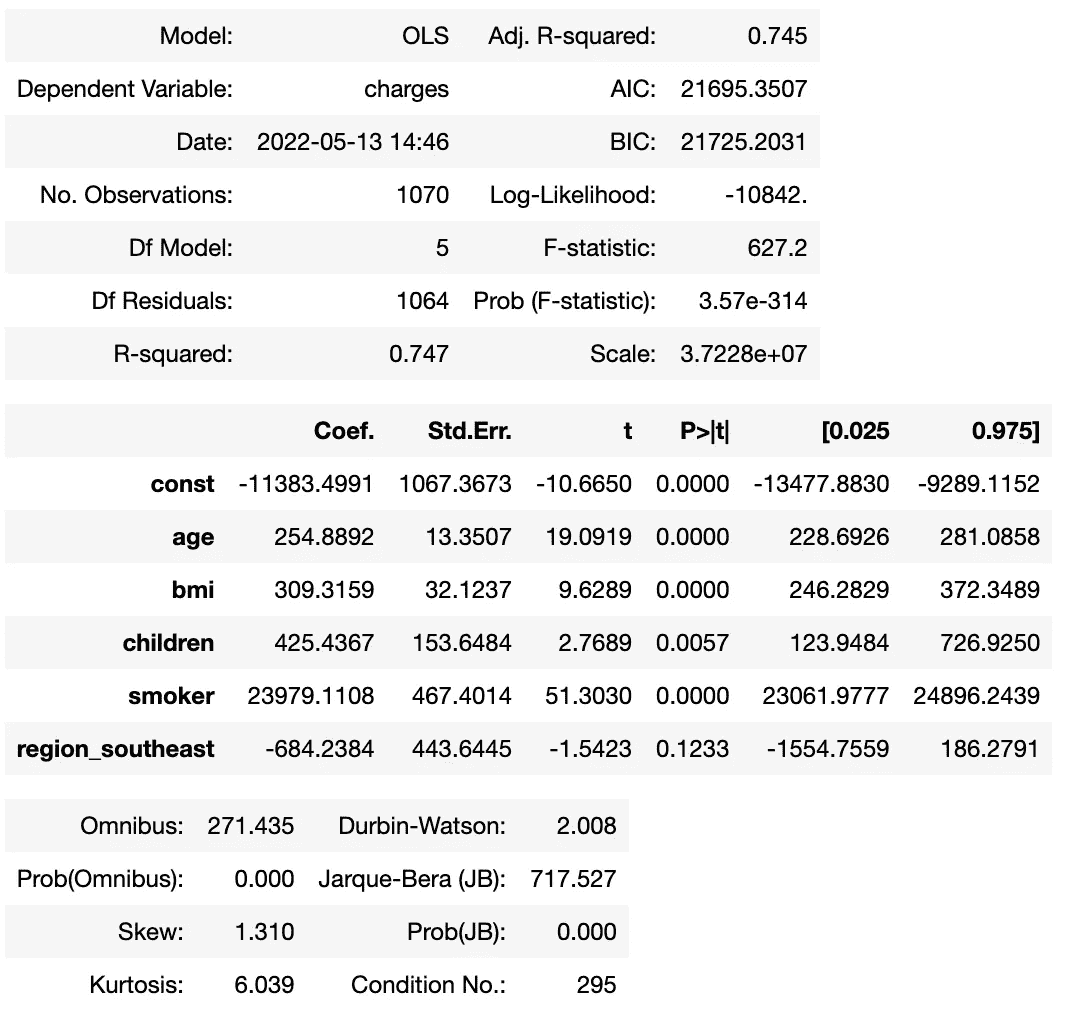 Model: OLS Adj. R-squared: 0.745
Dependent Variable: charges AIC: 21695.3507
Date: 2022-05-13 14:46 BIC: 21725.2031
No. Observations: 1070 Log-Likelihood: -10842.
Df Model: 5 F-statistic: 627.2
Df Residuals: 1064 Prob (F-statistic): 3.57e-314
R-squared: 0.747 Scale: 3.7228e+07
Coef. Std.Err. t P>|t| [0.025 0.975]
const -11383.4991 1067.3673 -10.6650 0.0000 -13477.8830 -9289.1152
age 254.8892 13.3507 19.0919 0.0000 228.6926 281.0858
bmi 309.3159 32.1237 9.6289 0.0000 246.2829 372.3489
children 425.4367 153.6484 2.7689 0.0057 123.9484 726.9250
smoker 23979.1108 467.4014 51.3030 0.0000 23061.9777 24896.2439
region_southeast -684.2384 443.6445 -1.5423 0.1233 -1554.7559 186.2791
Omnibus: 271.435 Durbin-Watson: 2.008
Prob(Omnibus): 0.000 Jarque-Bera (JB): 717.527
Skew: 1.310 Prob(JB): 0.000
Kurtosis: 6.039 Condition No.: 295